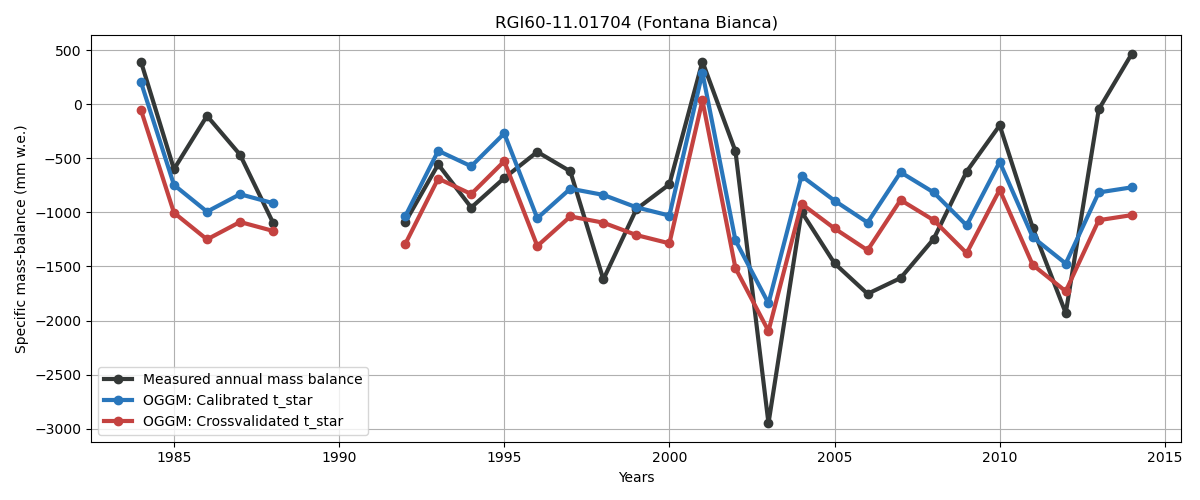 RGI60-11.01704 (Fontana Bianca)
Specific mass-balance (mm w.e.)
500
0
−500
−1000
−1500
−2000
−2500
−3000
Measured annual mass balance
OGGM: Calibrated t_star
OGGM: Crossvalidated t_star
1985 1990 1995 2000 2005 2010 2015
Years